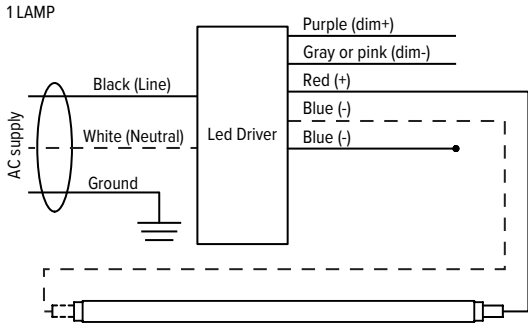 1 LAMP
Purple (dim+)
Gray or pink (dim-)
Red (+)
Blue (-)
Blue (-)
Black (Line)
White (Neutral)
Ground
AC supply
Led Driver